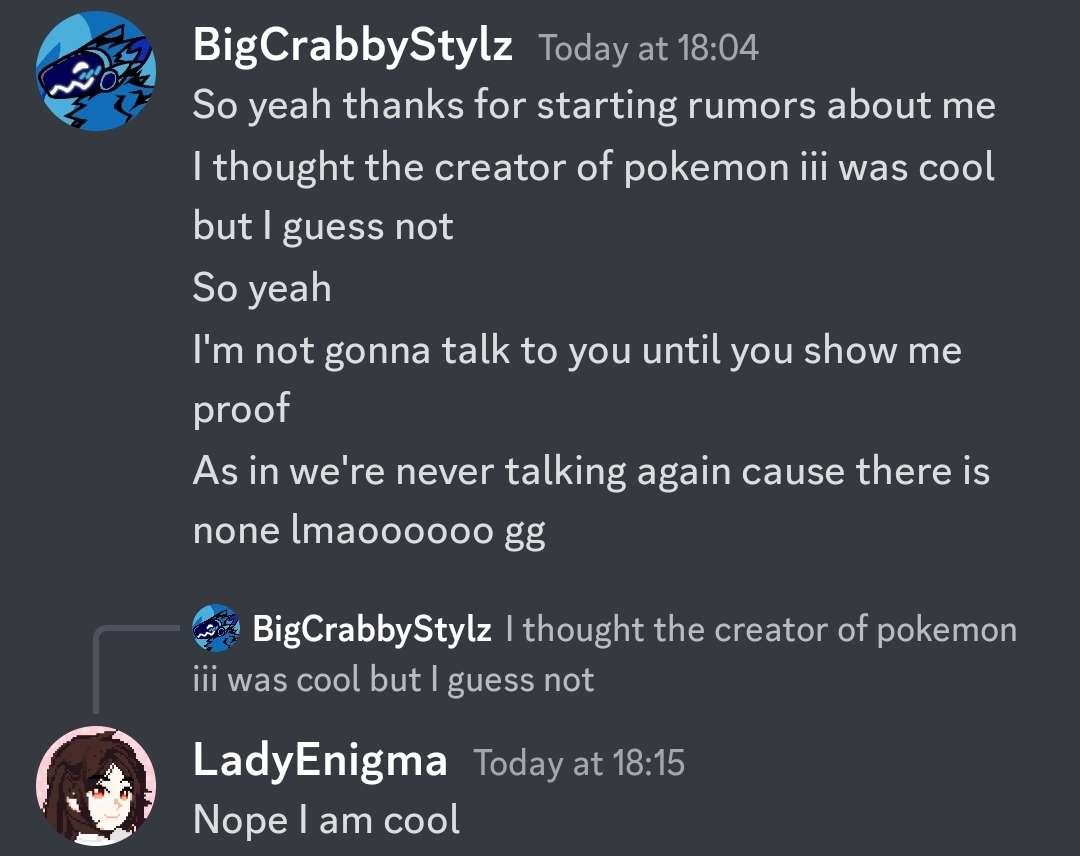 BigCrabbyStylz Today at 18:04
So yeah thanks for starting rumors about me
I thought the creator of pokemon iii was cool
but I guess not
So yeah
I'm not gonna talk to you until you show me
proof
As in we're never talking again cause there is
none lmaoooooo gg
BigCrabbyStylz I thought the creator of pokemon
iii was cool but I guess not
LadyEnigma Today at 18:15
Nope I am cool